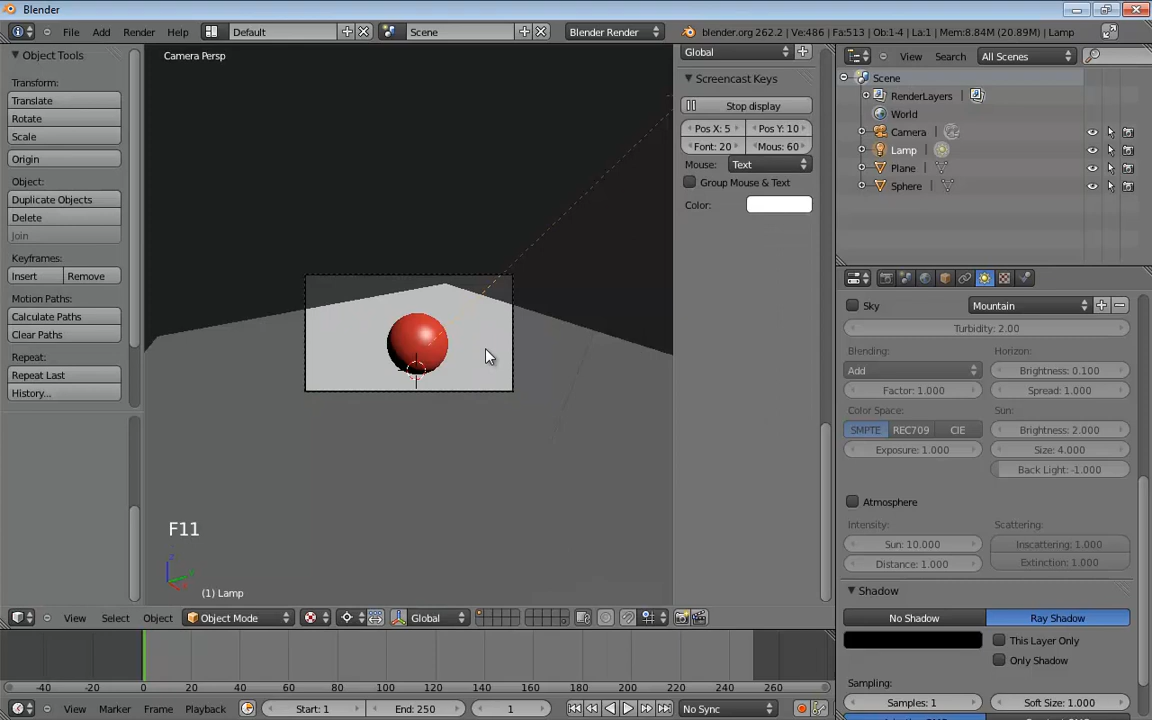 Blender
File Add Render Help Default Scene Blender Render blender.org 262.2 | Ve:486 | Fa:513 | Ob:1-4 | La:1 | Mem:8.84M (20.89M) | Lamp
Object Tools
Transform:
Translate
Rotate
Scale
Origin
Object:
Duplicate Objects
Delete
Join
Keyframes:
Insert Remove
Motion Paths:
Calculate Paths
Clear Paths
Repeat:
Repeat Last
History...
Camera Persp
F11
(1) Lamp
Global
Screencast Keys
Stop display
Pos X: 5 Pos Y: 10
Font: 20 Mous: 60
Mouse: Text
Group Mouse & Text
Color:
View Search All Scenes
Scene
RenderLayers
World
Camera
Lamp
Plane
Sphere
Sky Mountain
Turbidity: 2.00
Blending: Horizon:
Add Brightness: 0.100
Factor: 1.000 Spread: 1.000
Color Space: Sun:
SMPTE REC709 CIE Brightness: 2.000
Exposure: 1.000 Size: 4.000
Back Light: -1.000
Atmosphere
Intensity: Scattering:
Sun: 10.000 Inscattering: 1.000
Distance: 1.000 Extinction: 1.000
Shadow
No Shadow Ray Shadow
This Layer Only
Only Shadow
Sampling:
Samples: 1 Soft Size: 1.000
View Select Object Object Mode Global
-40 -20 0 20 40 60 80 100 120 140 160 180 200 220 240 260
View Marker Frame Playback Start: 1 End: 250 1 No Sync